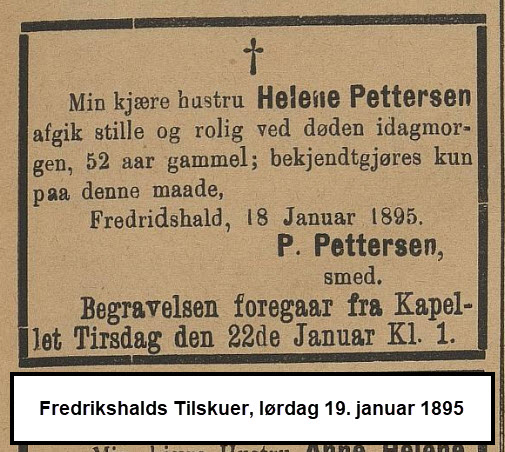 ✝
Min kjære hustru Helene Pettersen
afgik stille og rolig ved døden idagmor-
gen, 52 aar gammel; bekjendtgjøres kun
paa denne maade,
Fredridshald, 18 Januar 1895.
P. Pettersen,
smed.
Begravelsen foregaar fra Kapel-
let Tirsdag den 22de Januar Kl. 1.
Fredrikshalds Tilskuer, lørdag 19. januar 1895